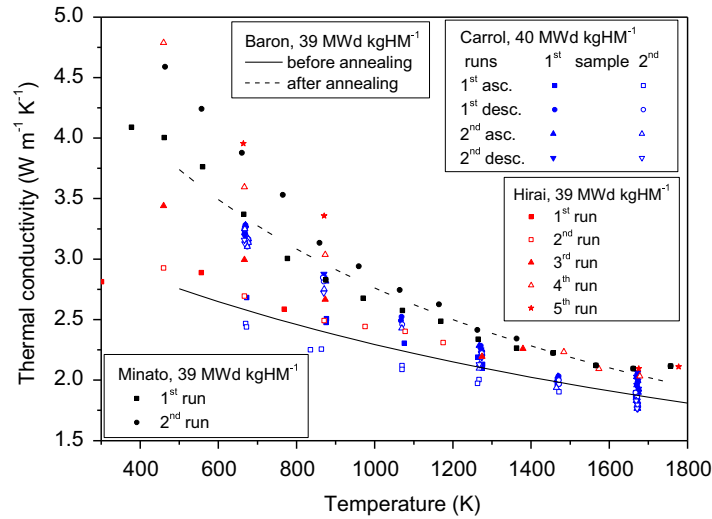 Baron, 39 MWd kgHM⁻¹
before annealing
after annealing
Carrol, 40 MWd kgHM⁻¹
runs 1st sample 2nd
1st asc.
1st desc.
2nd asc.
2nd desc.
Hirai, 39 MWd kgHM⁻¹
1st run
2nd run
3rd run
4th run
5th run
Minato, 39 MWd kgHM⁻¹
1st run
2nd run
5.0
4.5
4.0
3.5
3.0
2.5
2.0
1.5
Thermal conductivity (W m⁻¹ K⁻¹)
400 600 800 1000 1200 1400 1600 1800
Temperature (K)